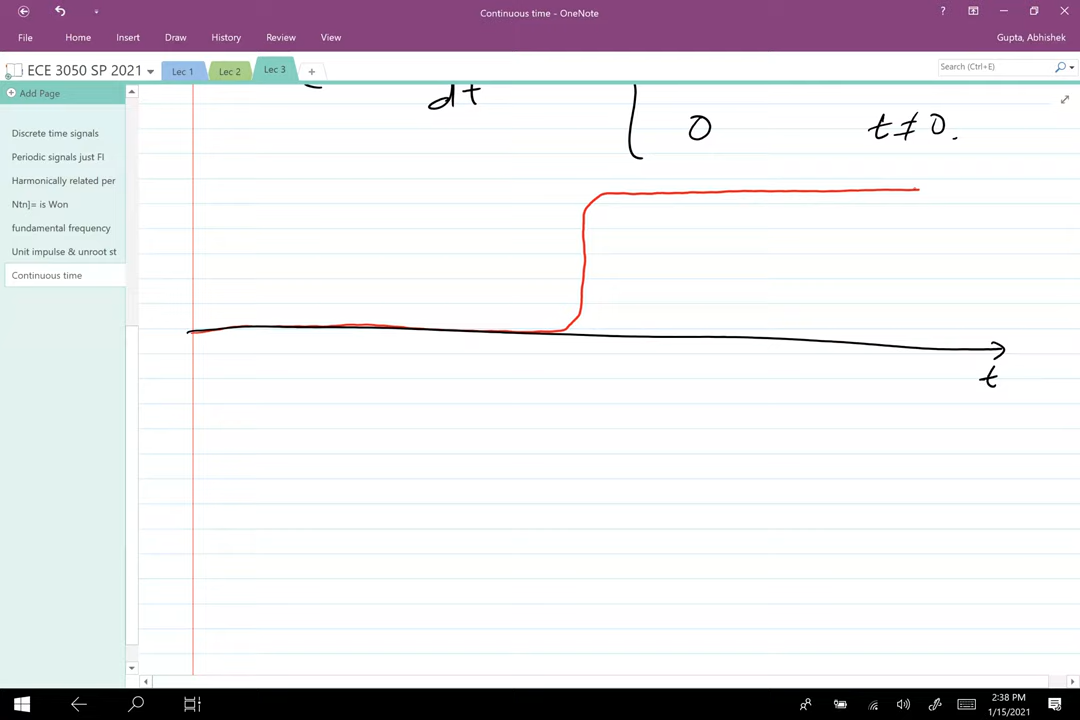 Continuous time - OneNote
?
File Home Insert Draw History Review View
Gupta, Abhishek
ECE 3050 SP 2021
Lec 1
Lec 2
Lec 3
+
Search (Ctrl+E)
Add Page
Discrete time signals
Periodic signals just FI
Harmonically related per
Ntn]= is Won
fundamental frequency
Unit impulse & unroot st
Continuous time
dt
0 t ≠ 0.
t
2:38 PM
1/15/2021